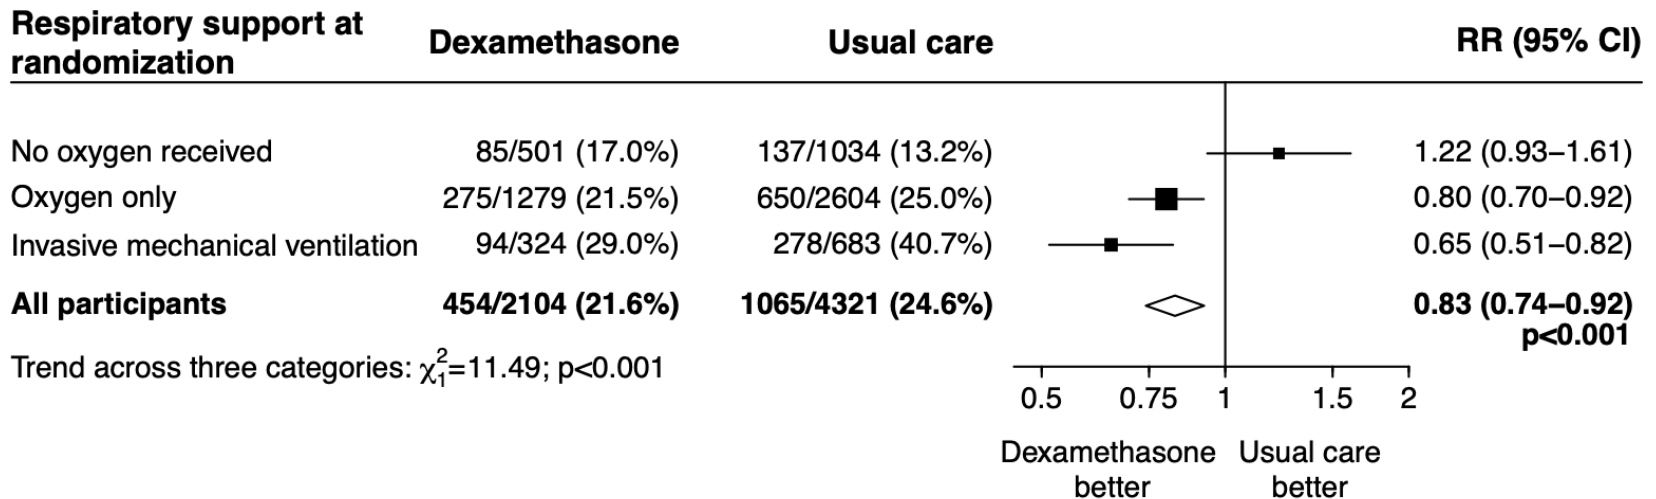 Respiratory support at
randomization Dexamethasone Usual care RR (95% CI)
No oxygen received 85/501 (17.0%) 137/1034 (13.2%) 1.22 (0.93–1.61)
Oxygen only 275/1279 (21.5%) 650/2604 (25.0%) 0.80 (0.70–0.92)
Invasive mechanical ventilation 94/324 (29.0%) 278/683 (40.7%) 0.65 (0.51–0.82)
All participants 454/2104 (21.6%) 1065/4321 (24.6%) 0.83 (0.74–0.92)
p<0.001
Trend across three categories: χ²₁=11.49; p<0.001
0.5 0.75 1 1.5 2
Dexamethasone Usual care
better better